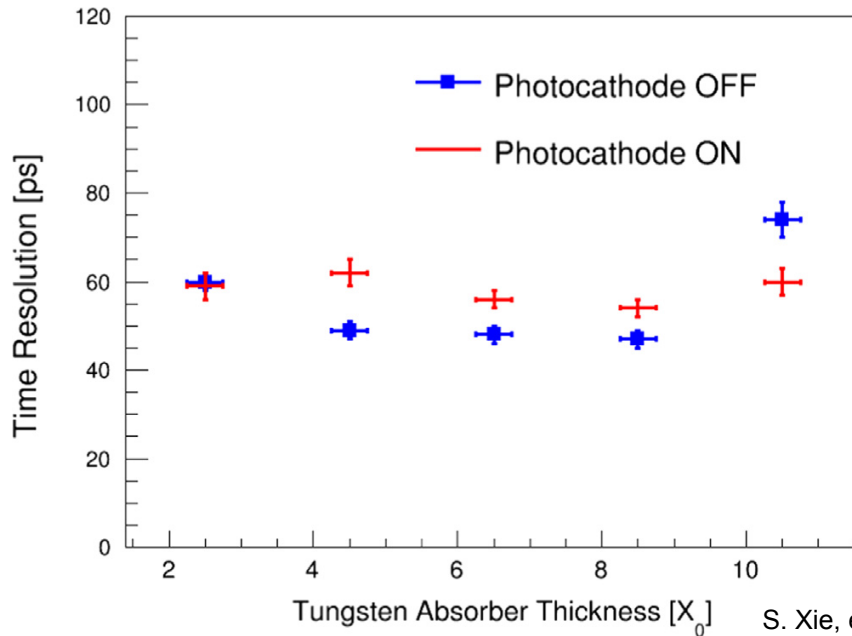 120
100
80
60
40
20
0
Time Resolution [ps]
Photocathode OFF
Photocathode ON
2 4 6 8 10
Tungsten Absorber Thickness [X₀]
S. Xie, e